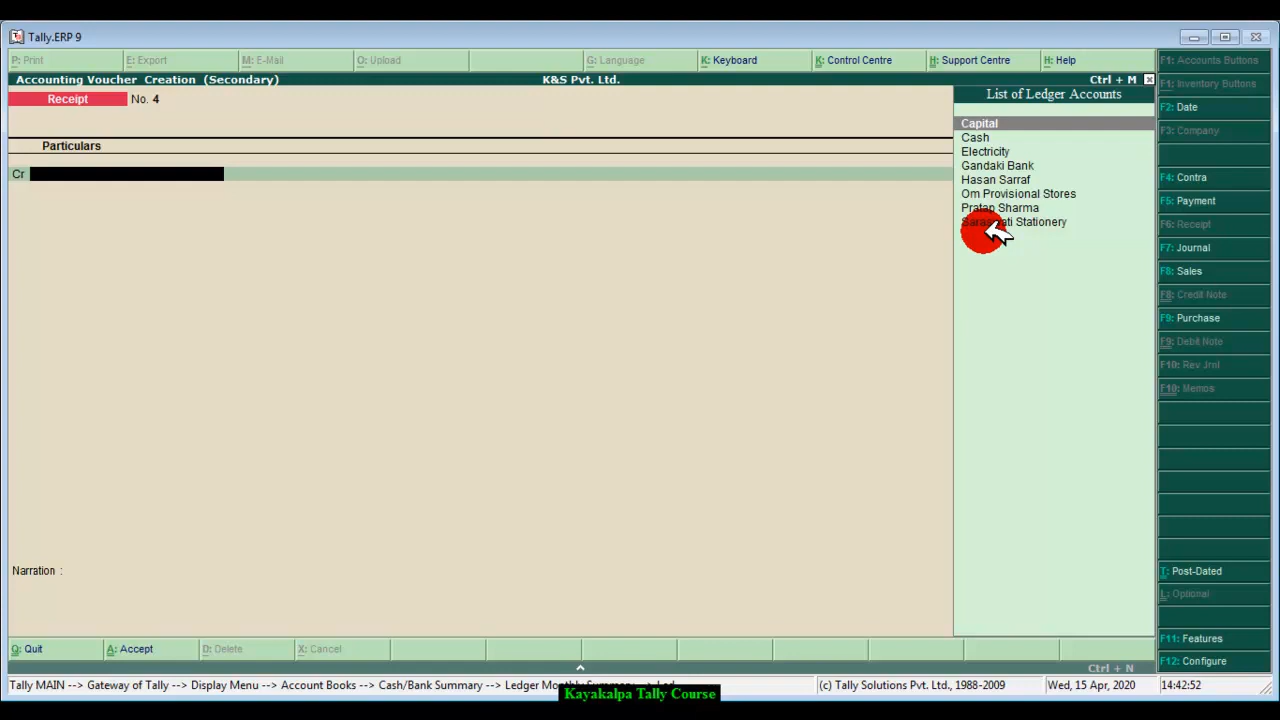 Tally.ERP 9
P: Print E: Export M: E-Mail O: Upload G: Language K: Keyboard K: Control Centre H: Support Centre H: Help
Accounting Voucher Creation (Secondary) K&S Pvt. Ltd. Ctrl + M
Receipt No. 4
Particulars
Cr
List of Ledger Accounts
Capital
Cash
Electricity
Gandaki Bank
Hasan Sarraf
Om Provisional Stores
Pratap Sharma
Saraswati Stationery
F1: Accounts Buttons
F1: Inventory Buttons
F2: Date
F3: Company
F4: Contra
F5: Payment
F6: Receipt
F7: Journal
F8: Sales
F8: Credit Note
F9: Purchase
F9: Debit Note
F10: Rev Jrnl
F10: Memos
T: Post-Dated
L: Optional
F11: Features
F12: Configure
Narration :
Q: Quit A: Accept D: Delete X: Cancel
Ctrl + N
Tally MAIN --> Gateway of Tally --> Display Menu --> Account Books --> Cash/Bank Summary --> Ledger Monthly Summary --> Led (c) Tally Solutions Pvt. Ltd., 1988-2009 Wed, 15 Apr, 2020 14:42:52
Kayakalpa Tally Course